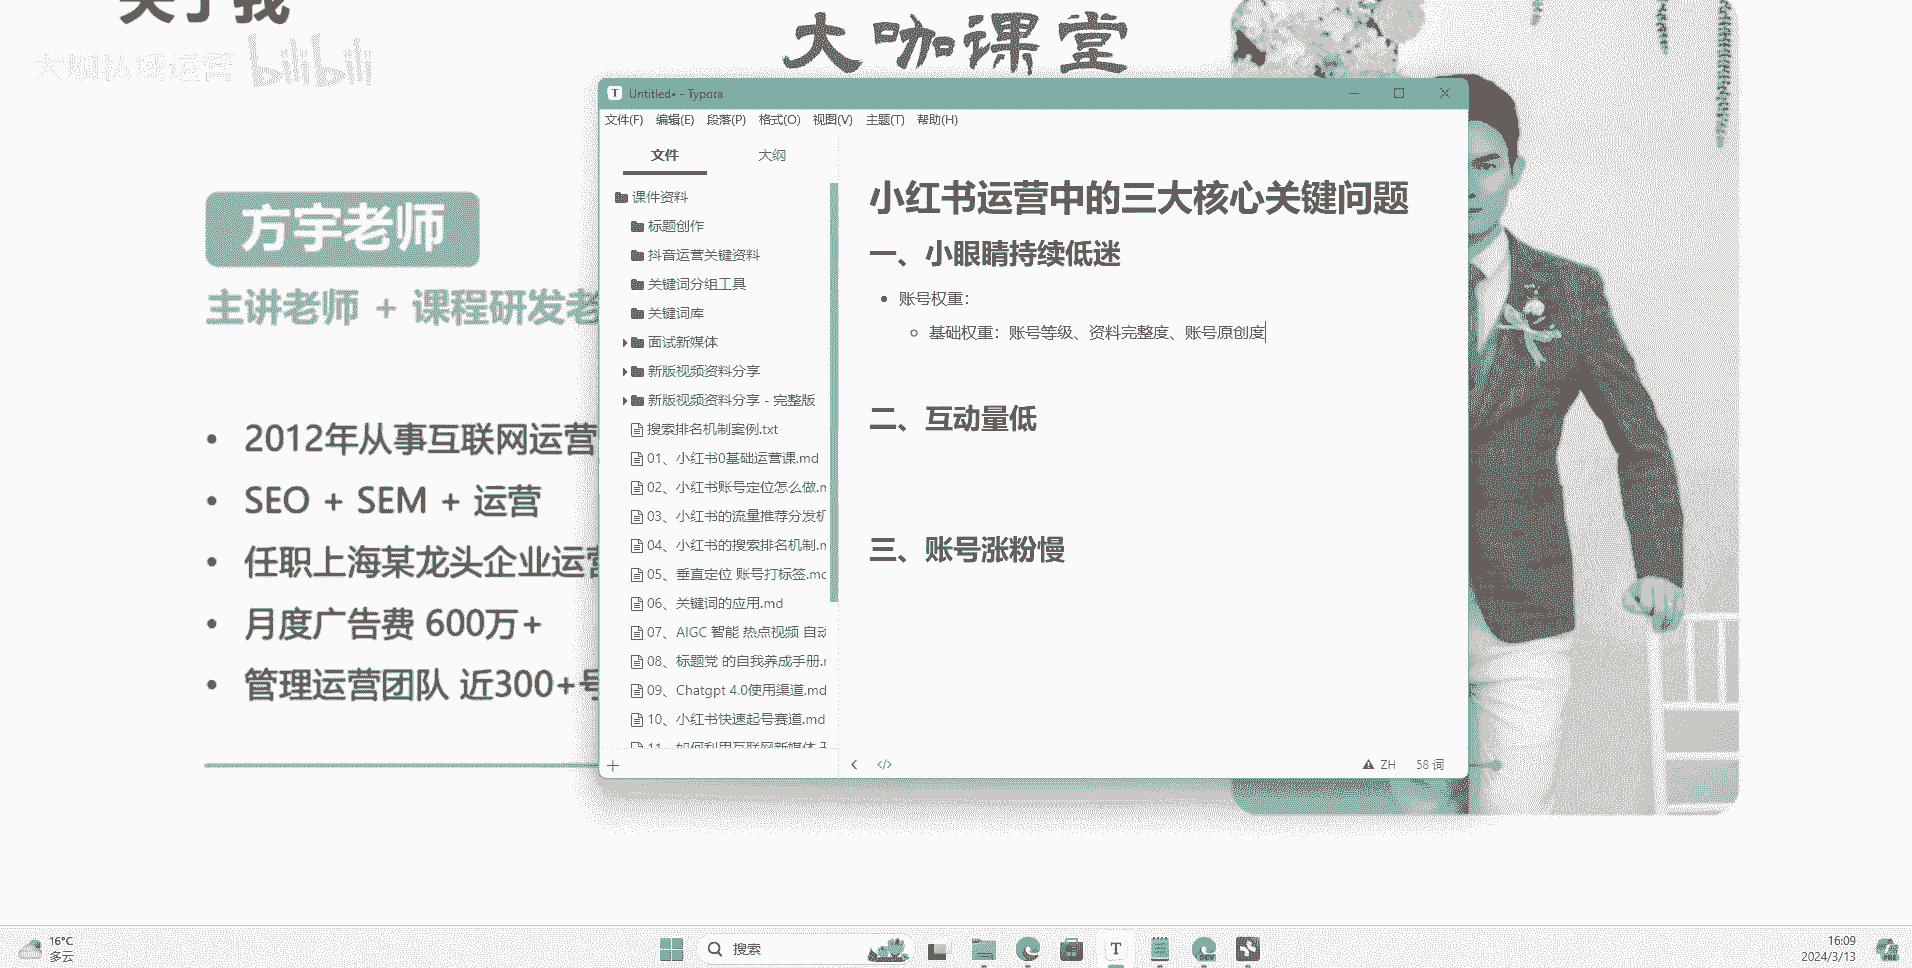 关于我
大咖私域运营 bilibili
大咖课堂
Untitled• - Typora
文件(F) 编辑(E) 段落(P) 格式(O) 视图(V) 主题(T) 帮助(H)
文件 大纲
课件资料
标题创作
抖音运营关键资料
关键词分组工具
关键词库
面试新媒体
新版视频资料分享
新版视频资料分享 - 完整版
搜索排名机制案例.txt
01、小红书0基础运营课.md
02、小红书账号定位怎么做.m
03、小红书的流量推荐分发机
04、小红书的搜索排名机制.m
05、垂直定位 账号打标签.md
06、关键词的应用.md
07、AIGC 智能 热点视频 自动
08、标题党 的自我养成手册.m
09、Chatgpt 4.0使用渠道.md
10、小红书快速起号赛道.md
11、如何利用互联网新媒体
小红书运营中的三大核心关键问题
一、小眼睛持续低迷
账号权重：
基础权重：账号等级、资料完整度、账号原创度
二、互动量低
三、账号涨粉慢
ZH 58 词
方宇老师
主讲老师 + 课程研发老
2012年从事互联网运营
SEO + SEM + 运营
任职上海某龙头企业运营
月度广告费 600万+
管理运营团队 近300+号
16°C
多云
搜索
16:09
2024/3/13